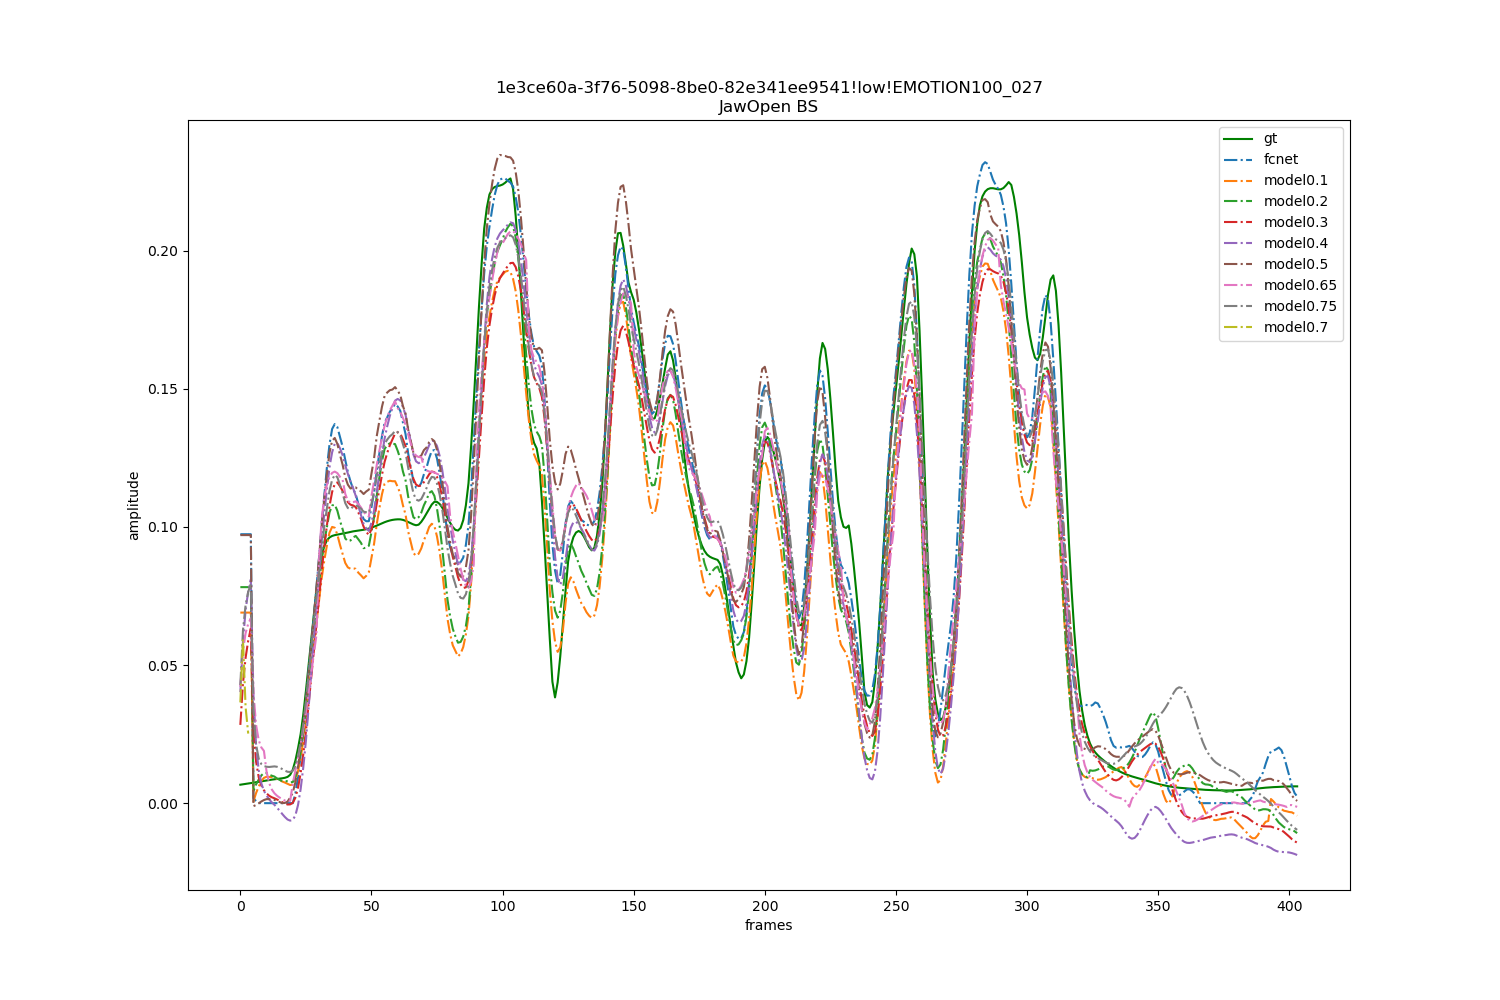 1e3ce60a-3f76-5098-8be0-82e341ee9541!low!EMOTION100_027
JawOpen BS
gt
fcnet
model0.1
model0.2
model0.3
model0.4
model0.5
model0.65
model0.75
model0.7
amplitude
0.20
0.15
0.10
0.05
0.00
0
50
100
150
200
250
300
350
400
frames